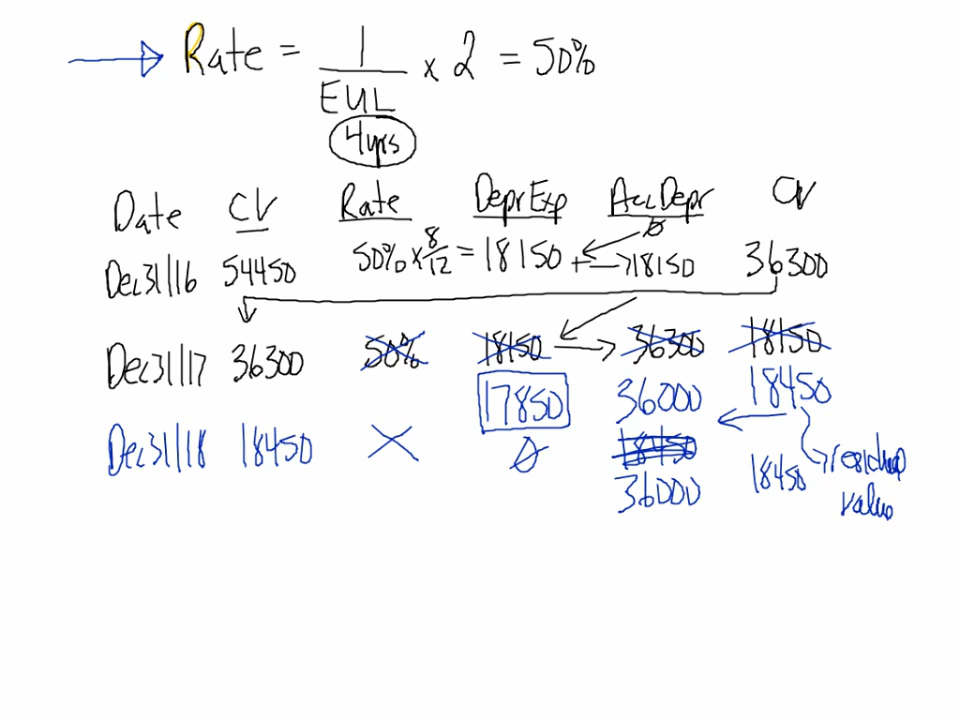 Rate = 1/EUL × 2 = 50%
4yrs
Date CV Rate DeprExp AccDepr CV
Ø
Dec31/16 54450 50% × 8/12 = 18150 + 18150 36300
Dec31/17 36300 50% 18150 36300 18150
17850 36000 18450
Dec31/18 18450 X Ø 18450
36000 18450 residual
value